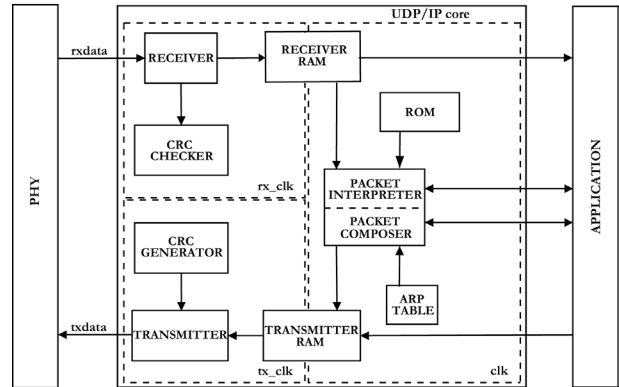 UDP/IP core
rxdata
RECEIVER
RECEIVER
RAM
ROM
CRC
CHECKER
rx_clk
PACKET
INTERPRETER
PHY
APPLICATION
PACKET
COMPOSER
CRC
GENERATOR
ARP
TABLE
txdata
TRANSMITTER
TRANSMITTER
RAM
tx_clk
clk